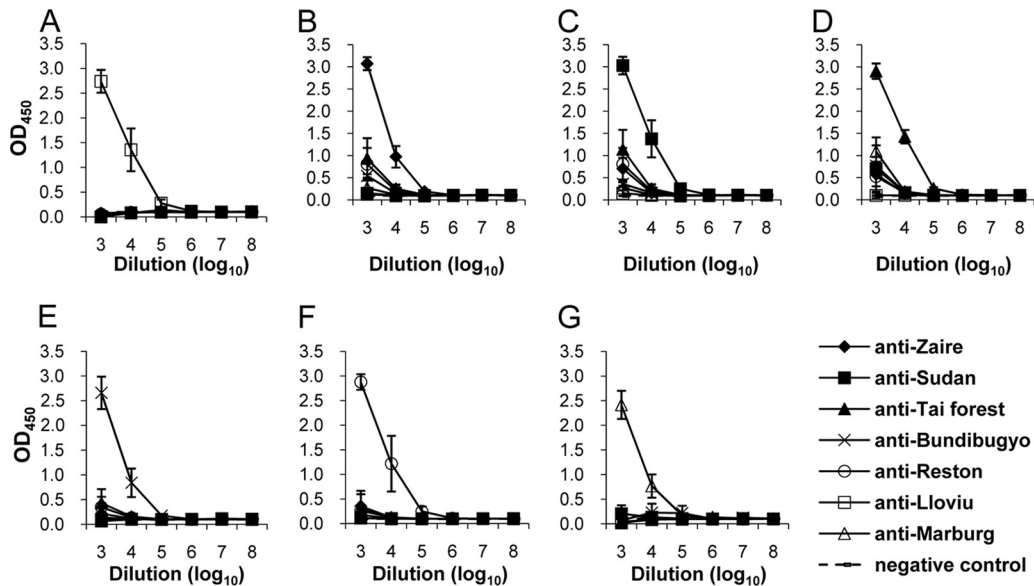 A
B
C
D
OD450
3.5
3.0
2.5
2.0
1.5
1.0
0.5
0.0
3 4 5 6 7 8
Dilution (log10)
3.5
3.0
2.5
2.0
1.5
1.0
0.5
0.0
3 4 5 6 7 8
Dilution (log10)
3.5
3.0
2.5
2.0
1.5
1.0
0.5
0.0
3 4 5 6 7 8
Dilution (log10)
3.5
3.0
2.5
2.0
1.5
1.0
0.5
0.0
3 4 5 6 7 8
Dilution (log10)
E
F
G
OD450
3.5
3.0
2.5
2.0
1.5
1.0
0.5
0.0
3 4 5 6 7 8
Dilution (log10)
3.5
3.0
2.5
2.0
1.5
1.0
0.5
0.0
3 4 5 6 7 8
Dilution (log10)
3.5
3.0
2.5
2.0
1.5
1.0
0.5
0.0
3 4 5 6 7 8
Dilution (log10)
anti-Zaire
anti-Sudan
anti-Tai forest
anti-Bundibugyo
anti-Reston
anti-Lloviu
anti-Marburg
negative control